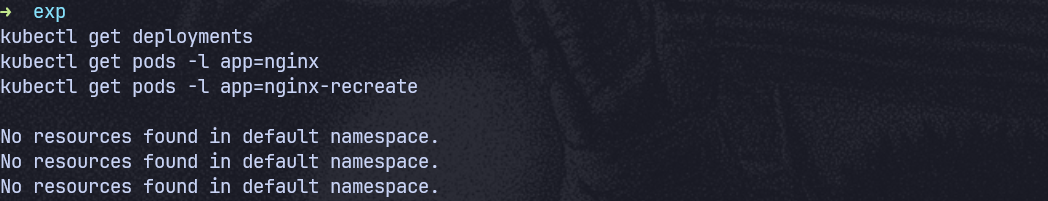 → exp
kubectl get deployments
kubectl get pods -l app=nginx
kubectl get pods -l app=nginx-recreate
No resources found in default namespace.
No resources found in default namespace.
No resources found in default namespace.